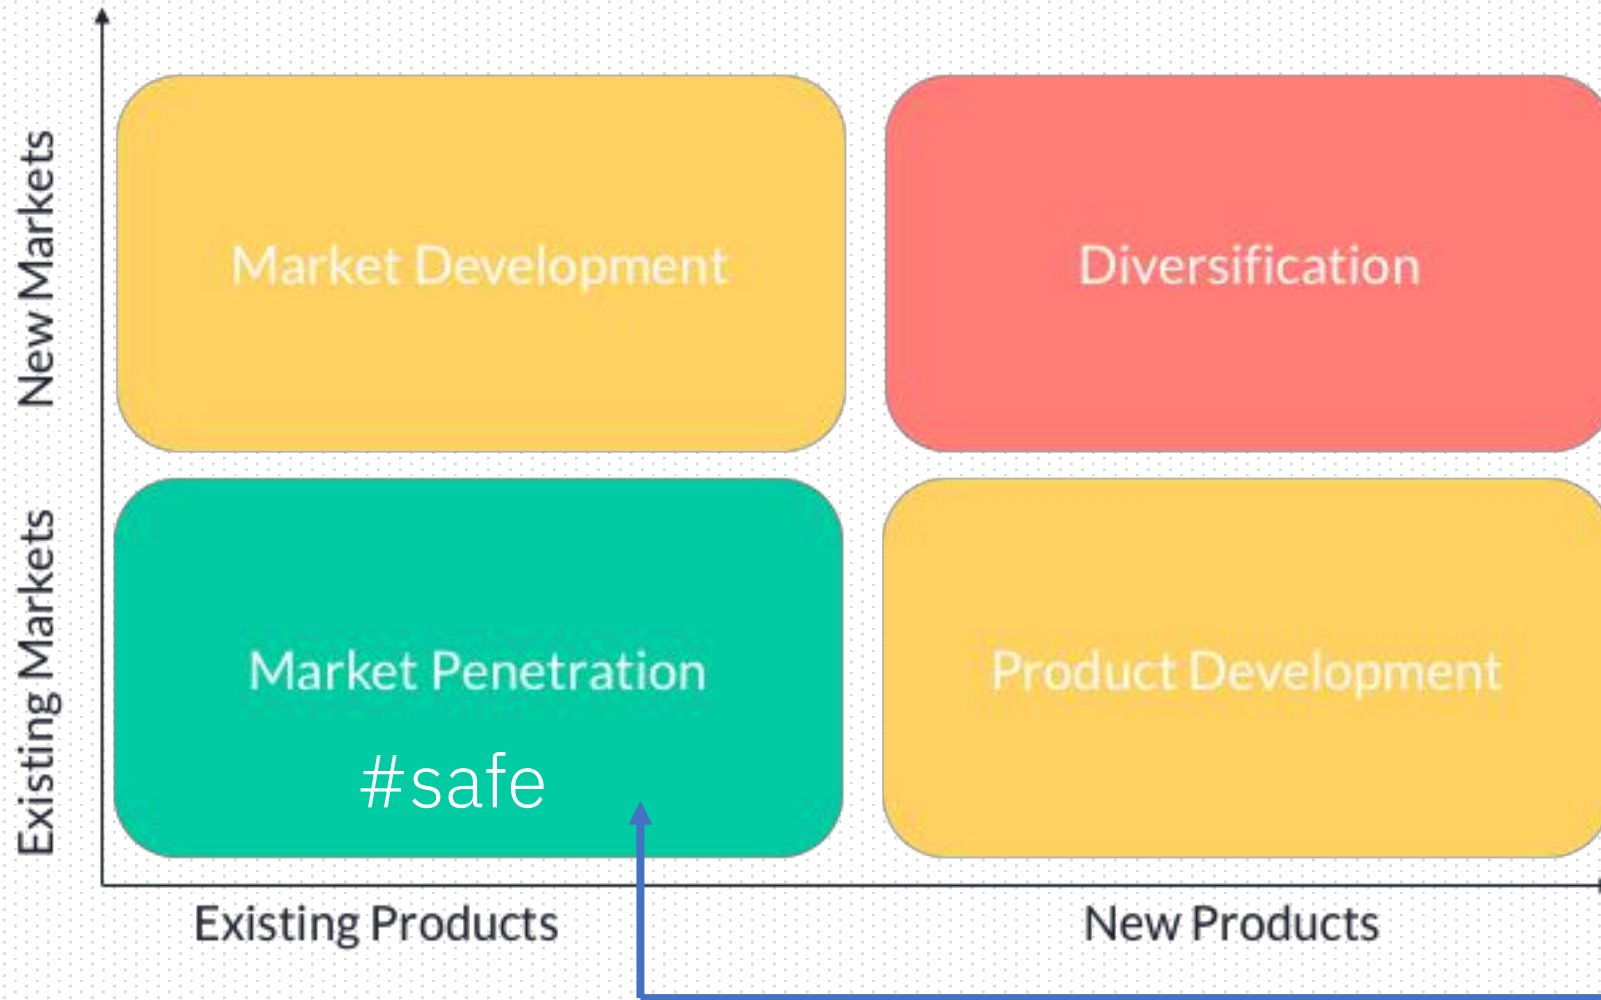 New Markets
Market Development
Diversification
Existing Markets
Market Penetration
#safe
Product Development
Existing Products
New Products